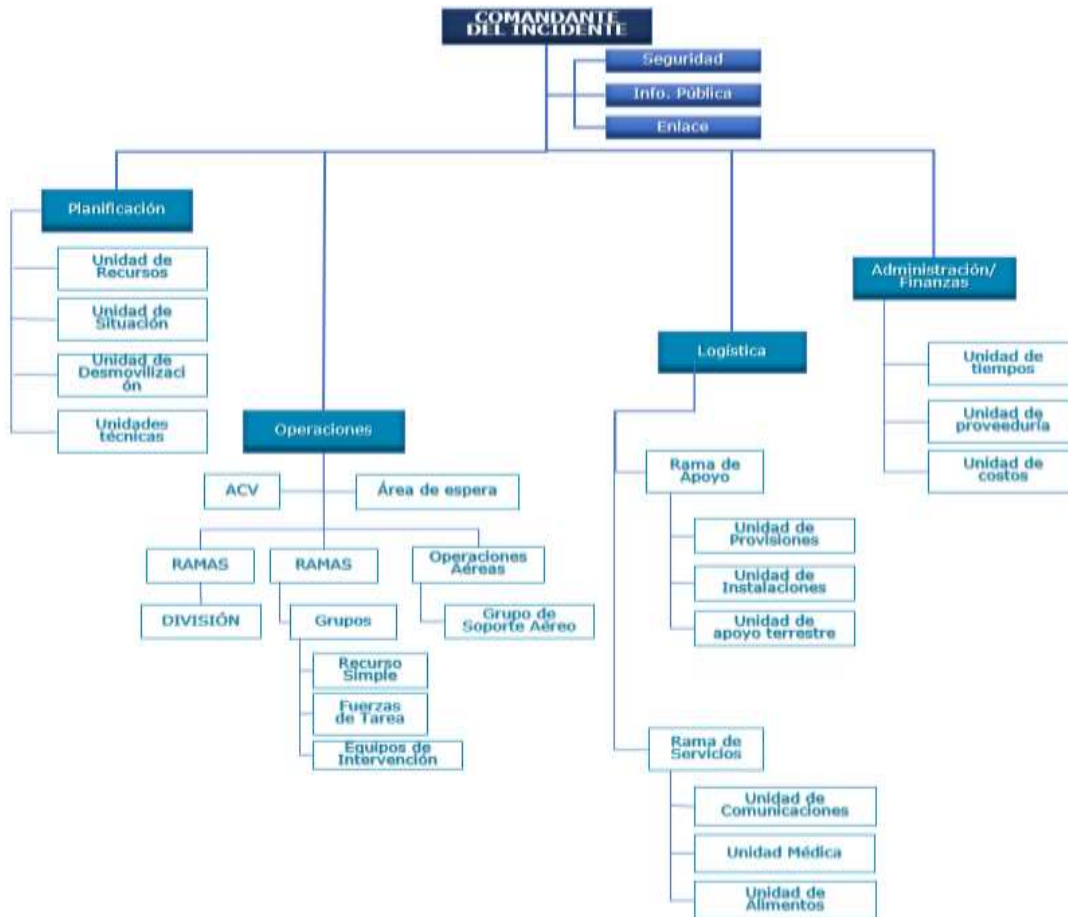 COMANDANTE
DEL INCIDENTE
Seguridad
Info. Pública
Enlace
Planificación
Unidad de
Recursos
Unidad de
Situación
Unidad de
Desmovilizaci
ón
Unidades
técnicas
Operaciones
ACV
Área de espera
RAMAS
DIVISIÓN
RAMAS
Grupos
Recurso
Simple
Fuerzas
de Tarea
Equipos de
Intervención
Operaciones
Aéreas
Grupo de
Soporte Aéreo
Logística
Rama de
Apoyo
Unidad de
Provisiones
Unidad de
Instalaciones
Unidad de
apoyo terrestre
Rama de
Servicios
Unidad de
Comunicaciones
Unidad Médica
Unidad de
Alimentos
Administración/
Finanzas
Unidad de
tiempos
Unidad de
proveeduría
Unidad de
costos